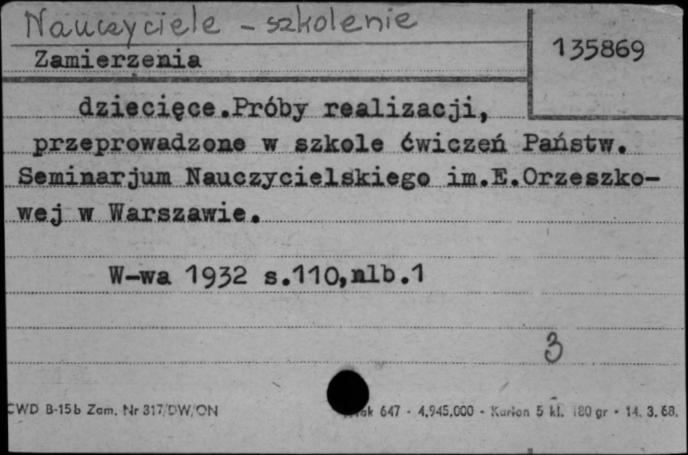 Nauczyciele - szkolenie
Zamierzenia
135869
dziecięce.Próby realizacji,
przeprowadzone w szkole ćwiczeń Państw.
Seminarjum Nauczycielskiego im.E.Orzeszko-
wej w Warszawie.
W-wa 1932 s.110,nlb.1
3
CWD B-15b Zam. Nr 317/DW/ON 647 - 4.945.000 - Karton 5 kl. 180 gr - 14. 3. 68.